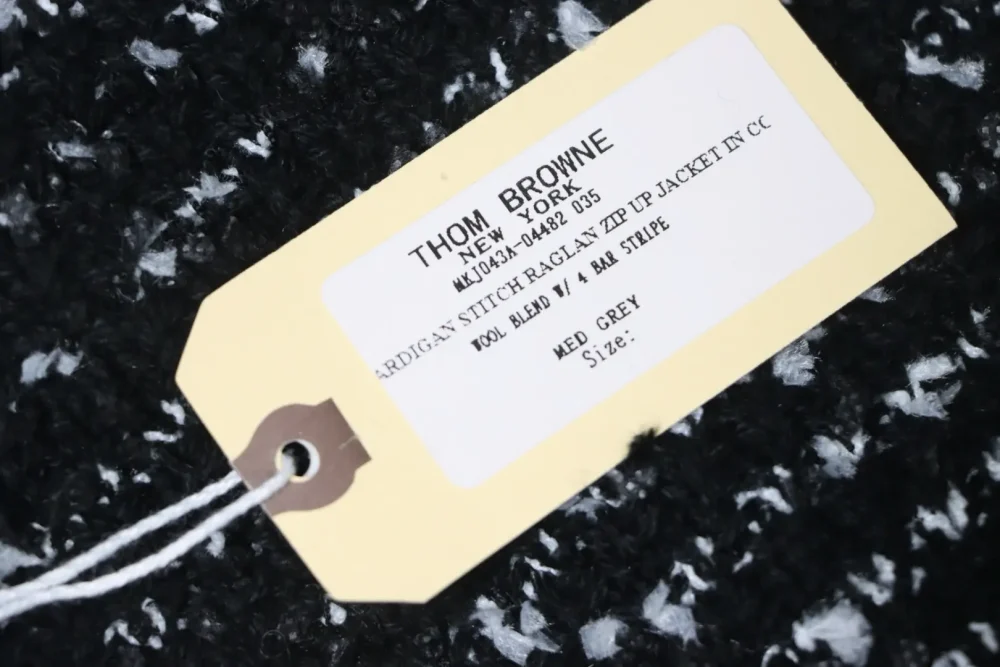 THOM BROWNE
NEW YORK
MKJ043A-04482 035
ARDIGAN STITCH RAGLAN ZIP UP JACKET IN CO
WOOL BLEND W/ 4 BAR STRIPE
MED GREY
Size: